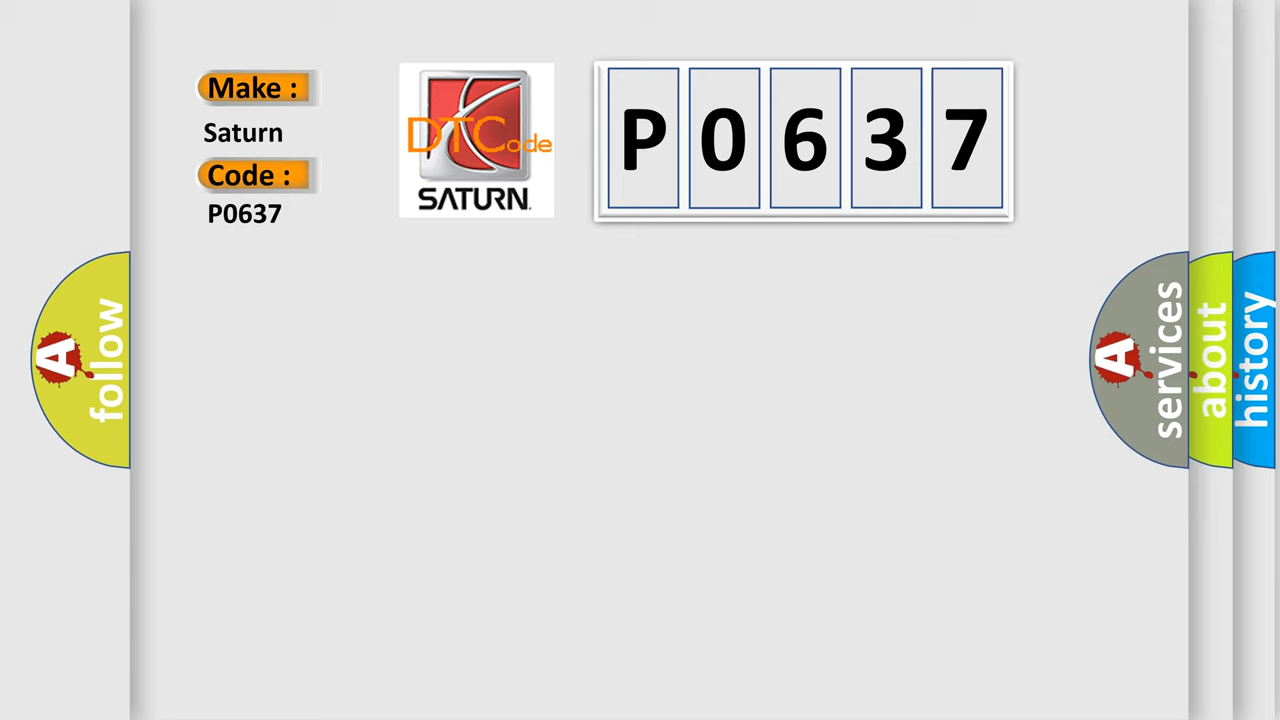 Make :
Saturn
Code :
P0637
DTCode
SATURN
P 0 6 3 7
A follow
A services
about
history